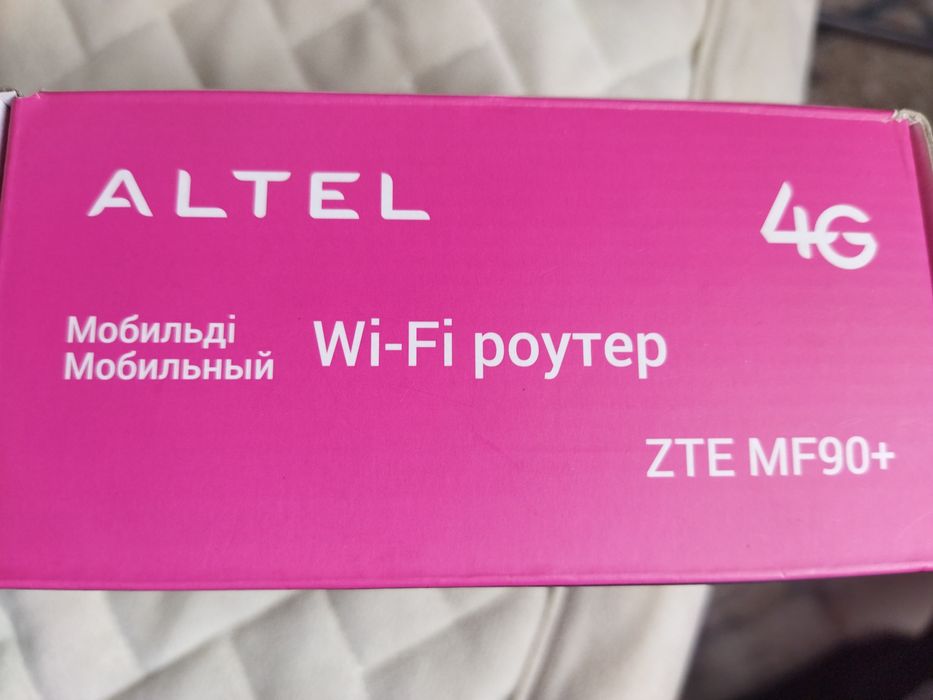 ALTEL
4G
Мобильді
Мобильный
Wi-Fi роутер
ZTE MF90+